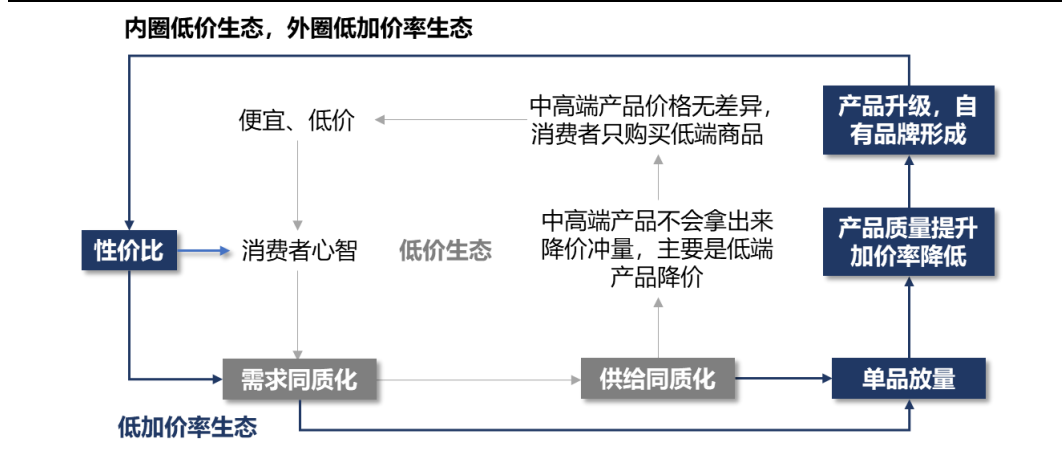 内圈低价生态，外圈低加价率生态
便宜、低价
中高端产品价格无差异，
消费者只购买低端商品
产品升级，自
有品牌形成
性价比
消费者心智
低价生态
中高端产品不会拿出来
降价冲量，主要是低端
产品降价
产品质量提升
加价率降低
需求同质化
供给同质化
单品放量
低加价率生态